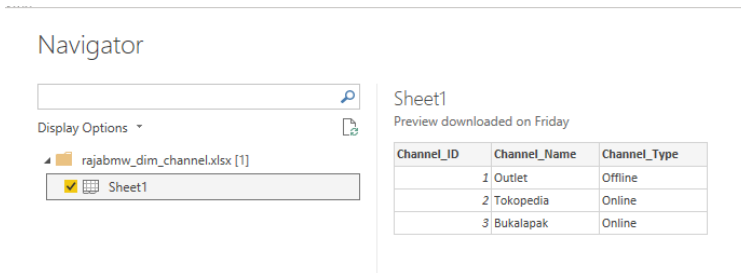 Navigator
Display Options
rajabmw_dim_channel.xlsx [1]
Sheet1
Sheet1
Preview downloaded on Friday
Channel_ID Channel_Name Channel_Type
1 Outlet Offline
2 Tokopedia Online
3 Bukalapak Online